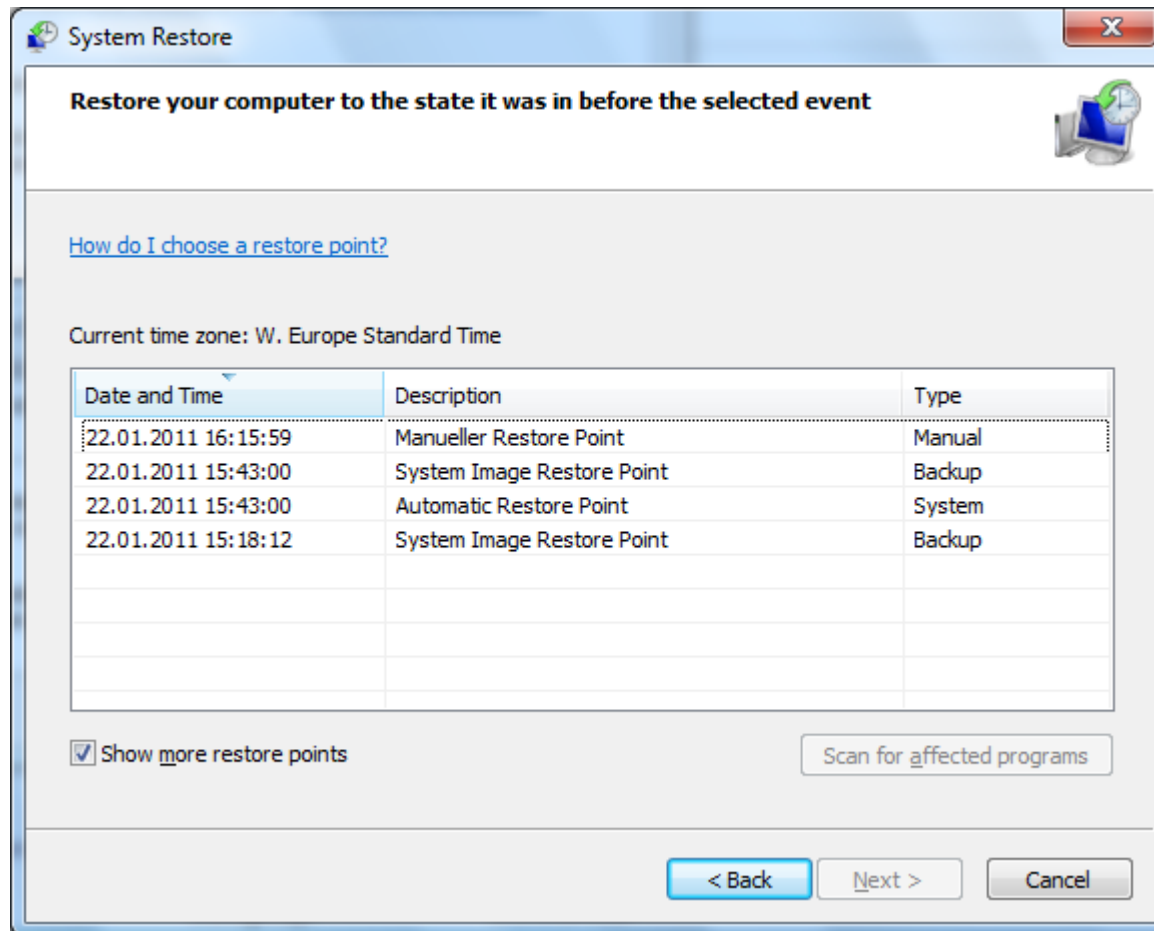 System Restore
Restore your computer to the state it was in before the selected event
How do I choose a restore point?
Current time zone: W. Europe Standard Time
Date and Time Description Type
22.01.2011 16:15:59 Manueller Restore Point Manual
22.01.2011 15:43:00 System Image Restore Point Backup
22.01.2011 15:43:00 Automatic Restore Point System
22.01.2011 15:18:12 System Image Restore Point Backup
Show more restore points Scan for affected programs
< Back Next > Cancel